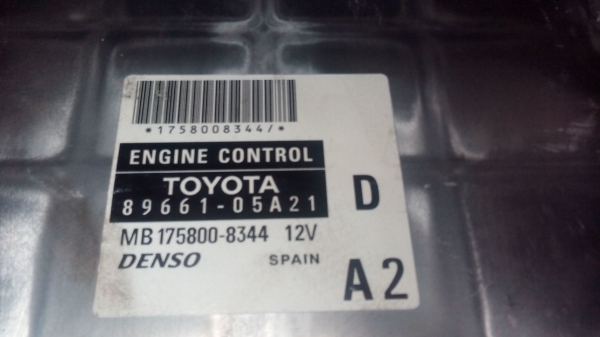 *1758008344/*
ENGINE CONTROL
TOYOTA
89661-05A21
D
MB 175800-8344 12V
DENSO SPAIN
A2